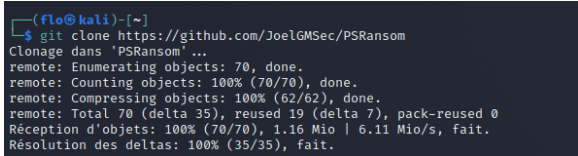 ┌──(flo㉿kali)-[~]
└─$ git clone https://github.com/JoelGMSec/PSRansom
Clonage dans 'PSRansom'...
remote: Enumerating objects: 70, done.
remote: Counting objects: 100% (70/70), done.
remote: Compressing objects: 100% (62/62), done.
remote: Total 70 (delta 35), reused 19 (delta 7), pack-reused 0
Réception d'objets: 100% (70/70), 1.16 Mio | 6.11 Mio/s, fait.
Résolution des deltas: 100% (35/35), fait.